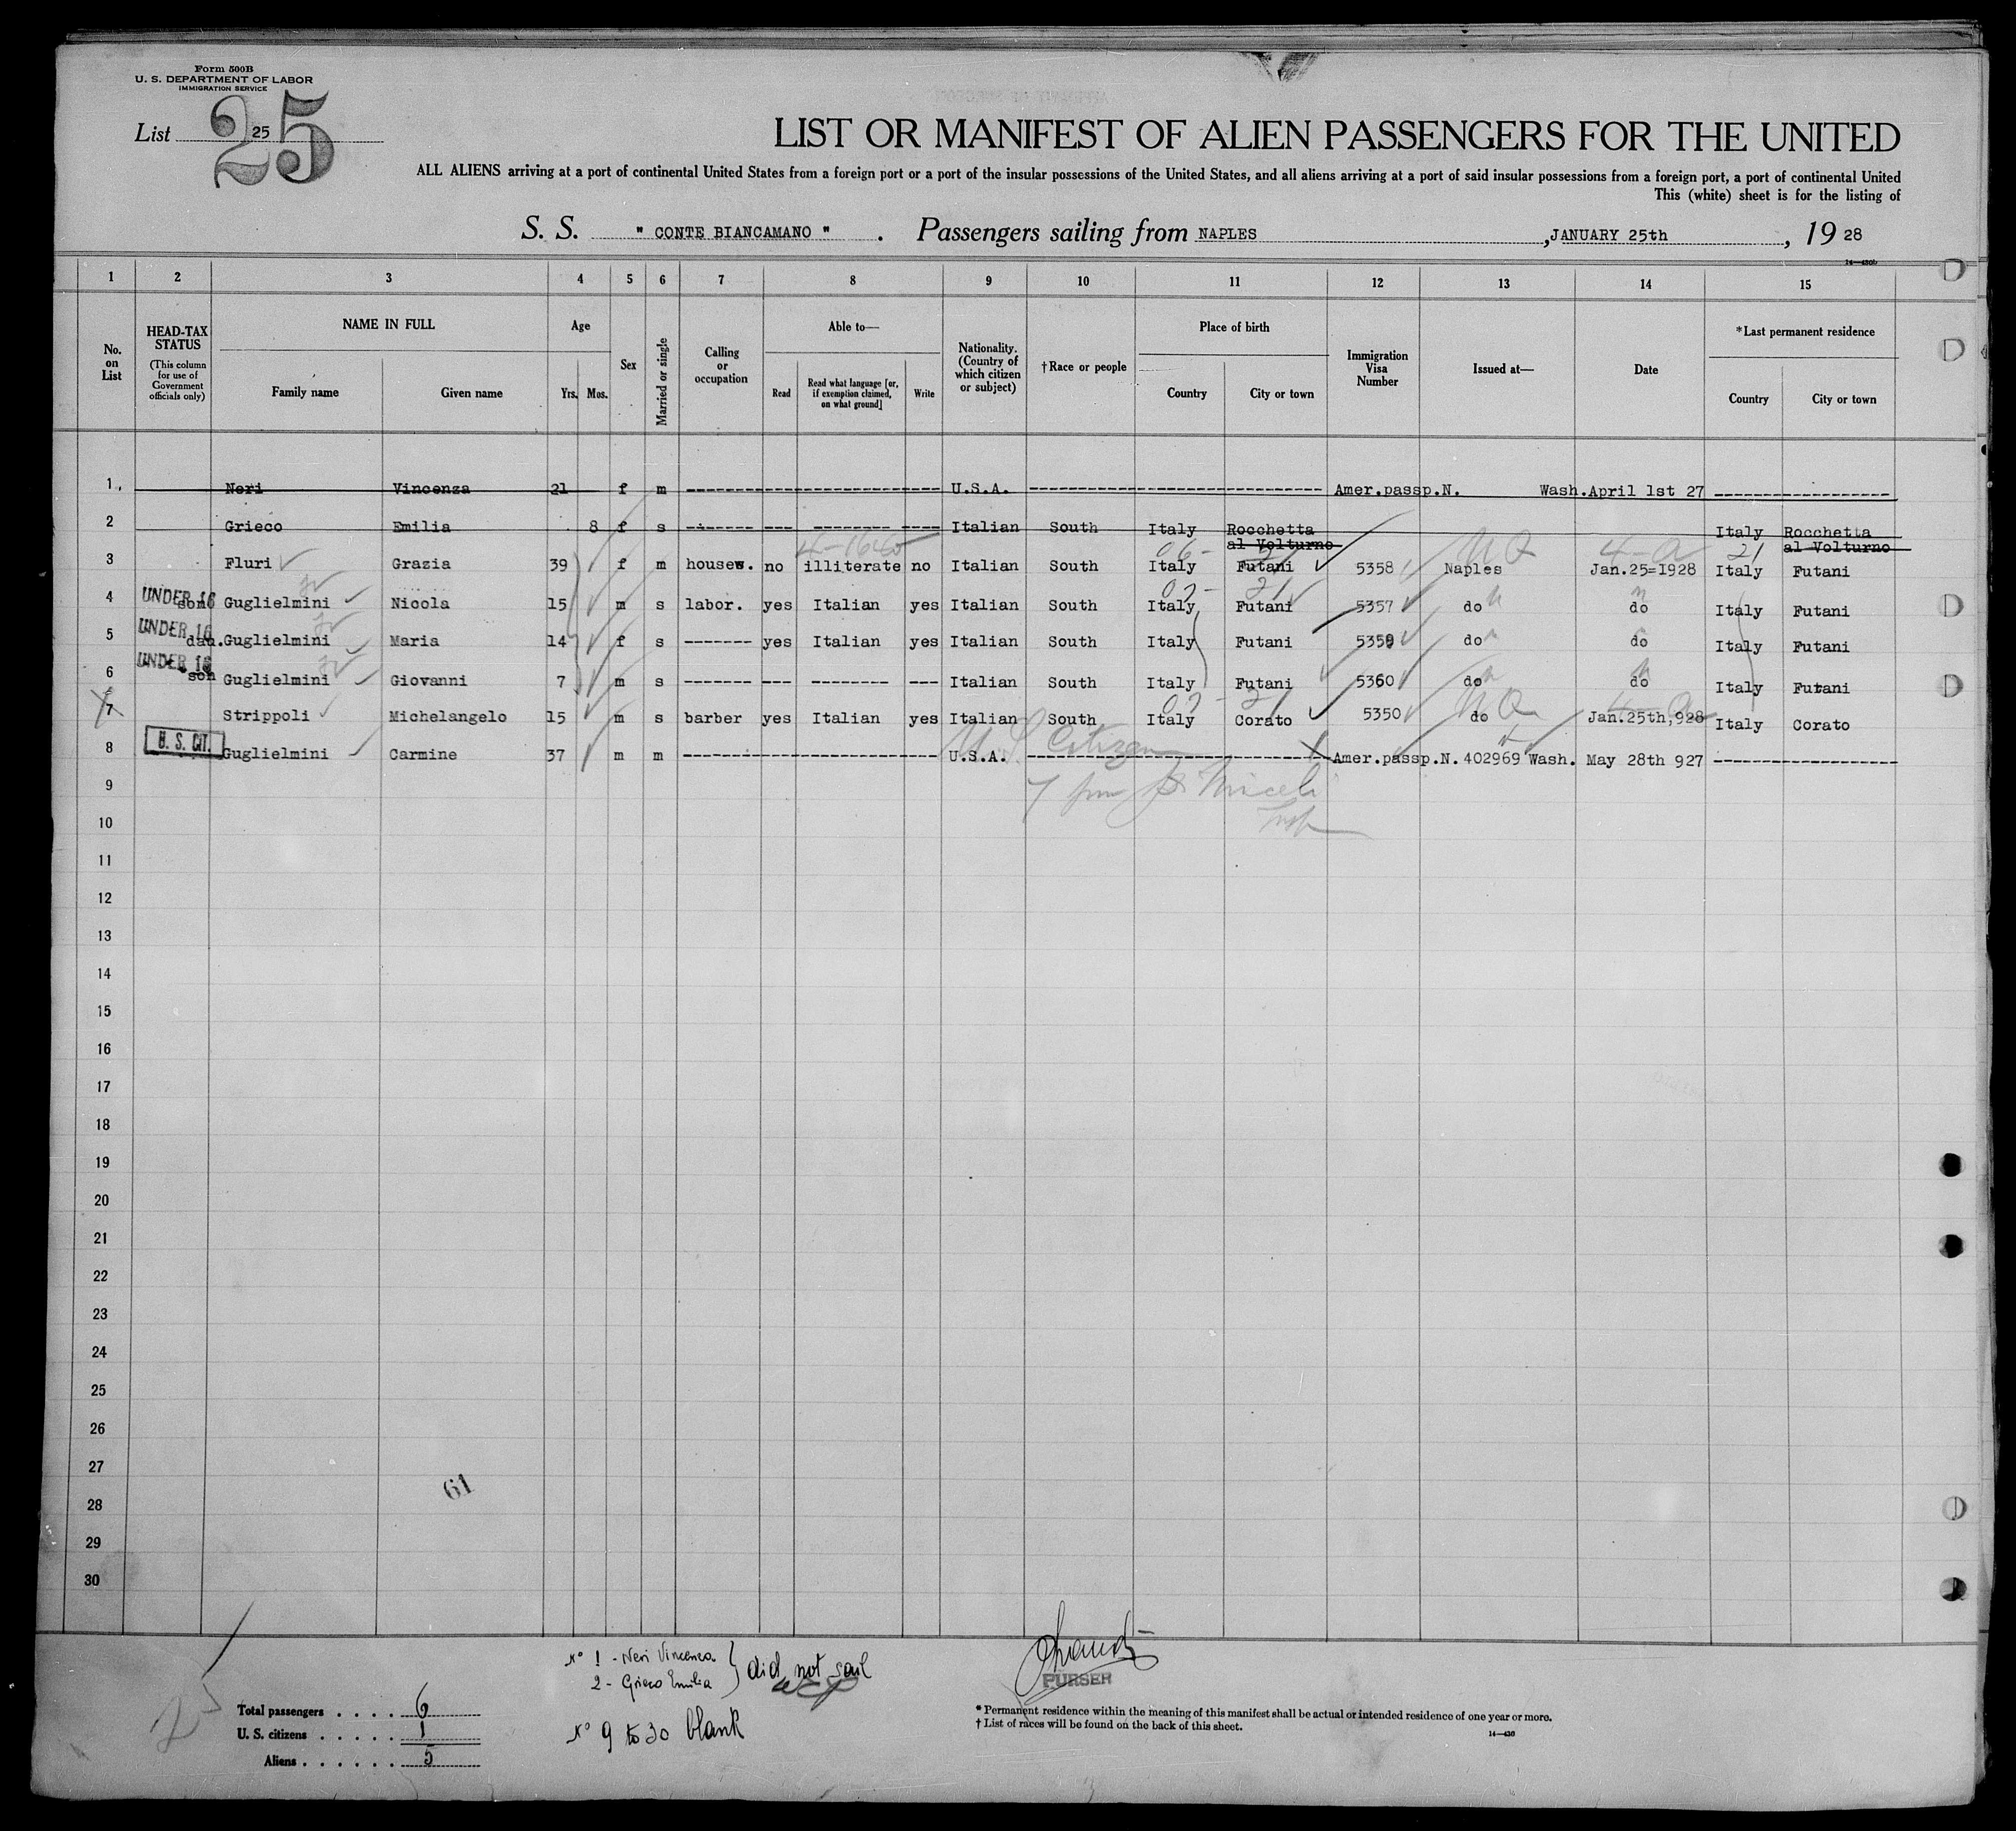 Form 500B
U. S. DEPARTMENT OF LABOR
IMMIGRATION SERVICE
List 25
25
LIST OR MANIFEST OF ALIEN PASSENGERS FOR THE UNITED
ALL ALIENS arriving at a port of continental United States from a foreign port or a port of the insular possessions of the United States, and all aliens arriving at a port of said insular possessions from a foreign port, a port of continental United
This (white) sheet is for the listing of
S. S. " CONTE BIANCAMANO " . Passengers sailing from NAPLES , JANUARY 25th , 19 28
14—430b
1 2 3 4 5 6 7 8 9 10 11 12 13 14 15
No. on List
HEAD-TAX STATUS (This column for use of Government officials only)
NAME IN FULL
Family name Given name
Age
Yrs. Mos.
Sex
Married or single
Calling or occupation
Able to—
Read Read what language [or, if exemption claimed, on what ground] Write
Nationality. (Country of which citizen or subject)
†Race or people
Place of birth
Country City or town
Immigration Visa Number
Issued at—
Date
*Last permanent residence
Country City or town
1 Neri Vincenza 21 f m U.S.A. Amer.passp.N. Wash. April 1st 27
2 Grieco Emilia 8 f s Italian South Italy Rocchetta al Volturno Italy Rocchetta al Volturno
3 Fluri Grazia 39 f m housew. no illiterate no Italian South Italy Futani 5358 Naples Jan.25=1928 Italy Futani
4 UNDER 16 son Guglielmini Nicola 15 m s labor. yes Italian yes Italian South Italy Futani 5357 do do Italy Futani
5 UNDER 16 dau. Guglielmini Maria 14 f s ------- yes Italian yes Italian South Italy Futani 5359 do do Italy Futani
6 UNDER 16 son Guglielmini Giovanni 7 m s ------- --- -------- --- Italian South Italy Futani 5360 do do Italy Futani
7 Strippoli Michelangelo 15 m s barber yes Italian yes Italian South Italy Corato 5350 do Jan.25th,928 Italy Corato
8 U. S. CIT. Guglielmini Carmine 37 m m U.S.A. Amer.passp.N. 402969 Wash. May 28th 927
U S Citizen
9
10
11
12
13
14
15
16
17
18
19
20
21
22
23
24
25
26
27
28
29
30
61
N° 1 - Neri Vincenza
2 - Grieco Emilia } did not sail
N° 9 to 30 blank
PURSER
Total passengers . . . . 6
U. S. citizens . . . . . 1
Aliens . . . . . . 5
* Permanent residence within the meaning of this manifest shall be actual or intended residence of one year or more.
† List of races will be found on the back of this sheet.
14—430